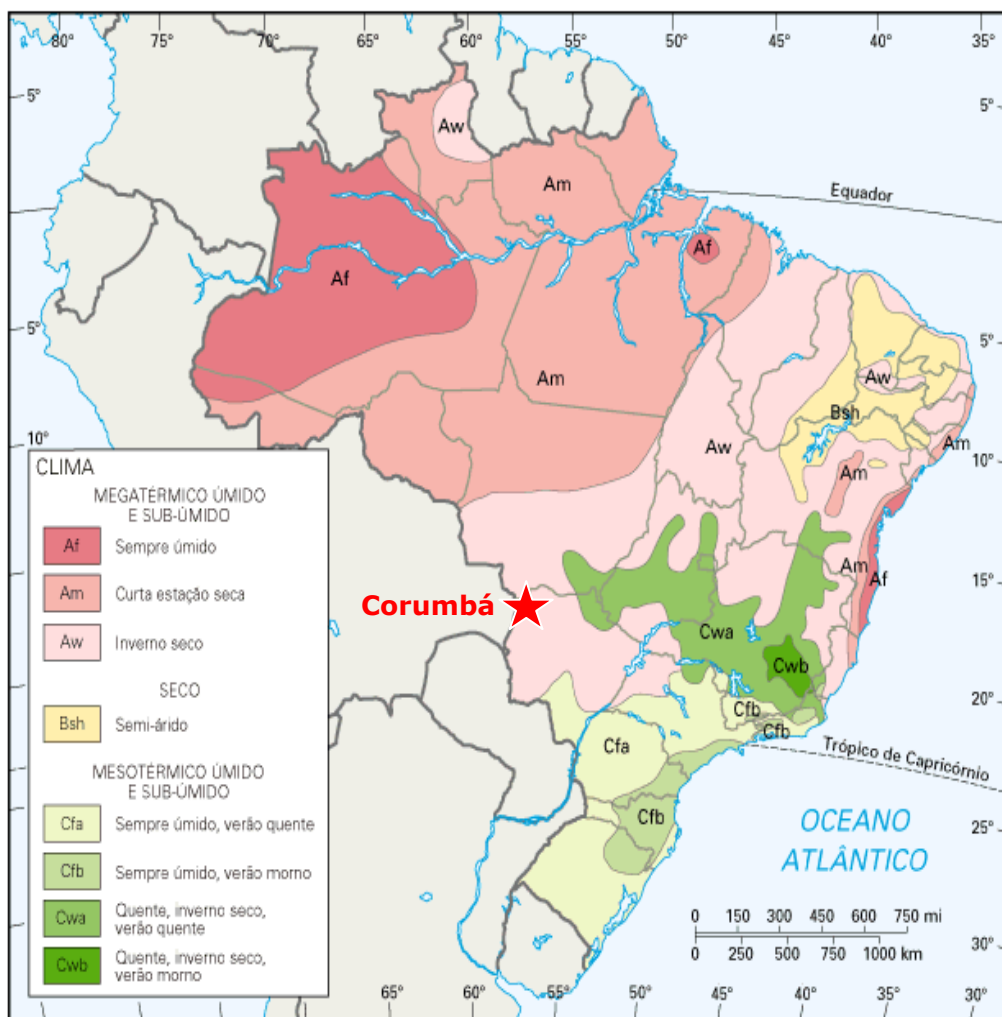 80° 75° 70° 65° 60° 55° 50° 45° 40° 35°
5°
Aw
Am
Equador
Af
Af
5°
5°
Am
Aw
Bsh
Aw
Am
10°
10°
Am
CLIMA
MEGATÉRMICO ÚMIDO
E SUB-ÚMIDO
Af Sempre úmido
Am Curta estação seca
Aw Inverno seco
SECO
Bsh Semi-árido
MESOTÉRMICO ÚMIDO
E SUB-ÚMIDO
Cfa Sempre úmido, verão quente
Cfb Sempre úmido, verão morno
Cwa Quente, inverno seco,
verão quente
Cwb Quente, inverno seco,
verão morno
Am
Af
15°
Corumbá
Cwa
Cwb
20°
Cfb
Cfb
Cfa
Trópico de Capricórnio
Cfb
25°
OCEANO
ATLÂNTICO
0 150 300 450 600 750 mi
0 250 500 750 1000 km
30°
65° 60° 55° 50° 45° 40° 35° 30°